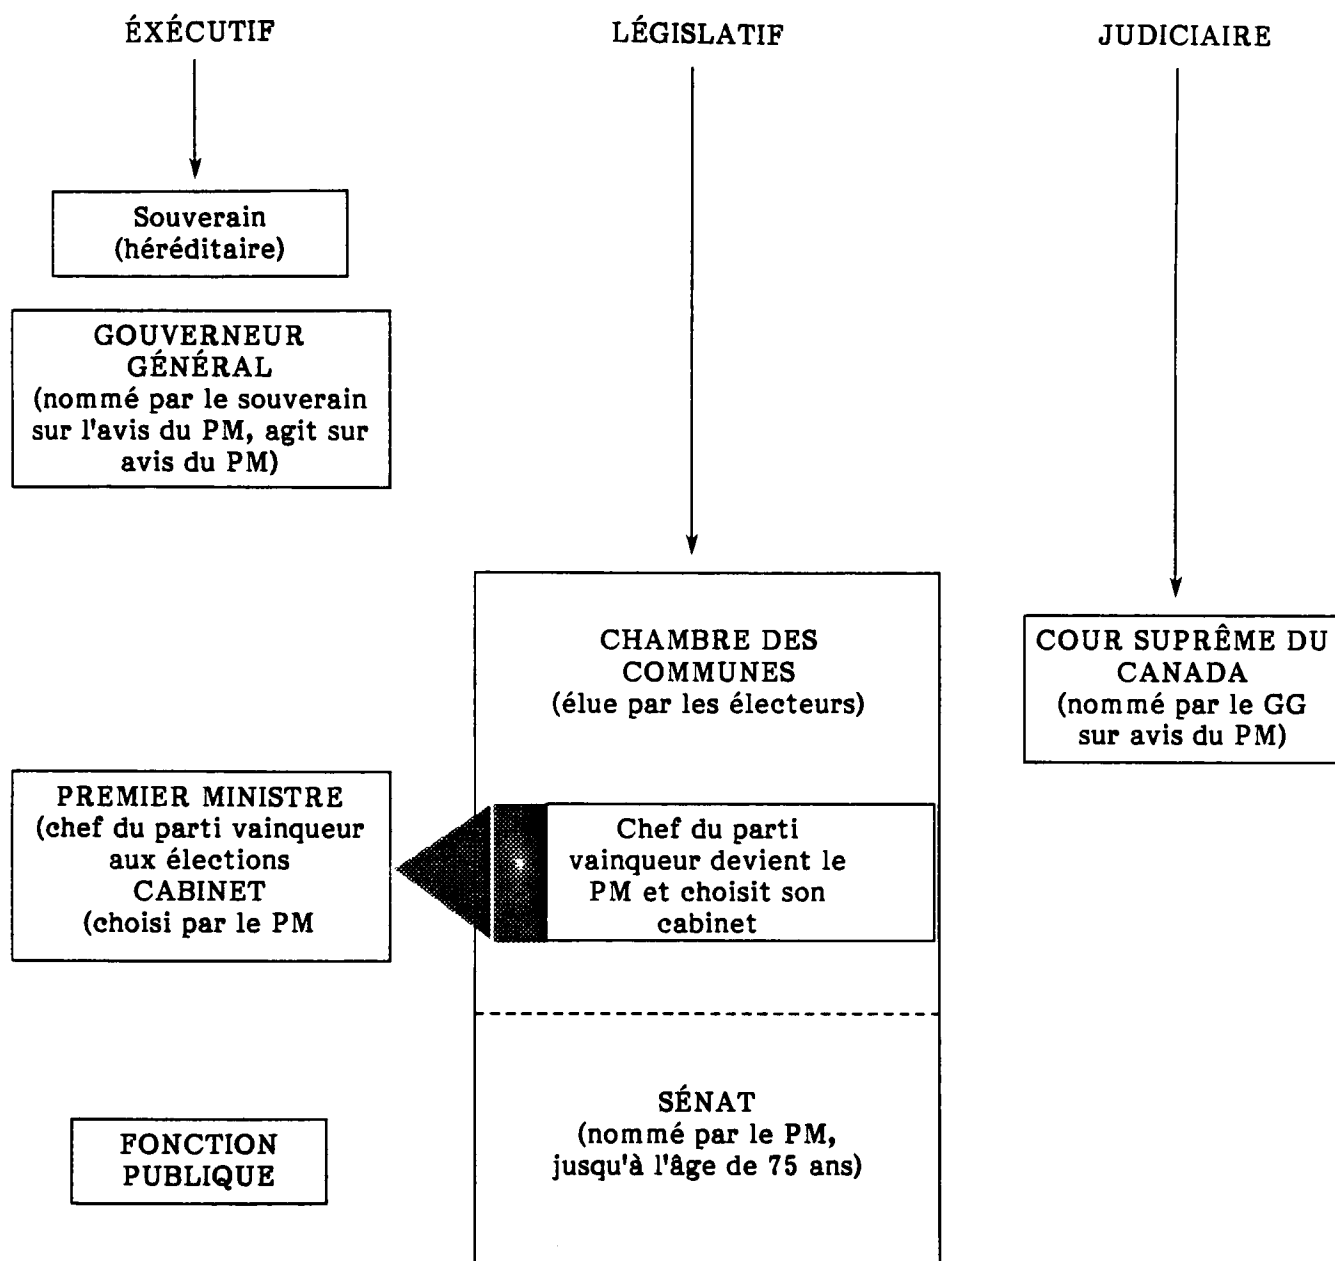 ÉXÉCUTIF
LÉGISLATIF
JUDICIAIRE
Souverain
(héréditaire)
GOUVERNEUR
GÉNÉRAL
(nommé par le souverain
sur l'avis du PM, agit sur
avis du PM)
CHAMBRE DES
COMMUNES
(élue par les électeurs)
COUR SUPRÊME DU
CANADA
(nommé par le GG
sur avis du PM)
PREMIER MINISTRE
(chef du parti vainqueur
aux élections
CABINET
(choisi par le PM
Chef du parti
vainqueur devient le
PM et choisit son
cabinet
SÉNAT
(nommé par le PM,
jusqu'à l'âge de 75 ans)
FONCTION
PUBLIQUE